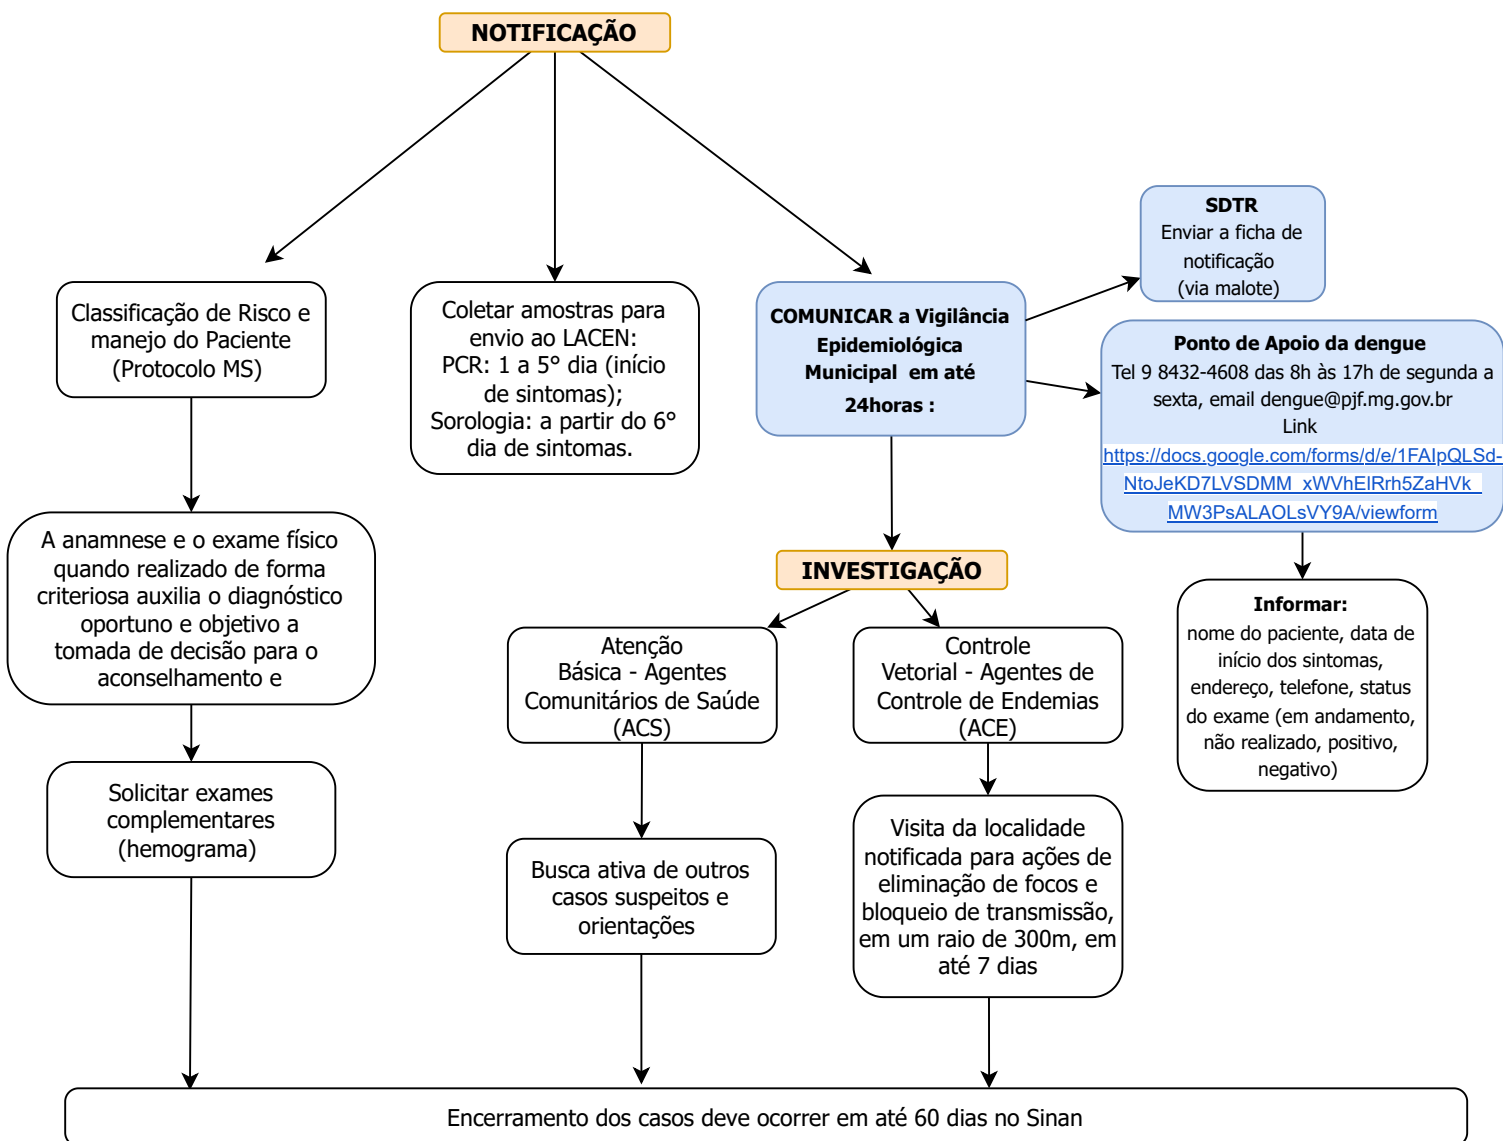 NOTIFICAÇÃO
SDTR
Enviar a ficha de
notificação
(via malote)
Classificação de Risco e
manejo do Paciente
(Protocolo MS)
Coletar amostras para
envio ao LACEN:
PCR: 1 a 5° dia (início
de sintomas);
Sorologia: a partir do 6°
dia de sintomas.
COMUNICAR a Vigilância
Epidemiológica
Municipal em até
24horas :
Ponto de Apoio da dengue
Tel 9 8432-4608 das 8h às 17h de segunda a
sexta, email dengue@pjf.mg.gov.br
Link
https://docs.google.com/forms/d/e/1FAIpQLSd-
NtoJeKD7LVSDMM_xWVhElRrh5ZaHVk_
MW3PsALAOLsVY9A/viewform
A anamnese e o exame físico
quando realizado de forma
criteriosa auxilia o diagnóstico
oportuno e objetivo a
tomada de decisão para o
aconselhamento e
INVESTIGAÇÃO
Informar:
nome do paciente, data de
início dos sintomas,
endereço, telefone, status
do exame (em andamento,
não realizado, positivo,
negativo)
Atenção
Básica - Agentes
Comunitários de Saúde
(ACS)
Controle
Vetorial - Agentes de
Controle de Endemias
(ACE)
Solicitar exames
complementares
(hemograma)
Busca ativa de outros
casos suspeitos e
orientações
Visita da localidade
notificada para ações de
eliminação de focos e
bloqueio de transmissão,
em um raio de 300m, em
até 7 dias
Encerramento dos casos deve ocorrer em até 60 dias no Sinan